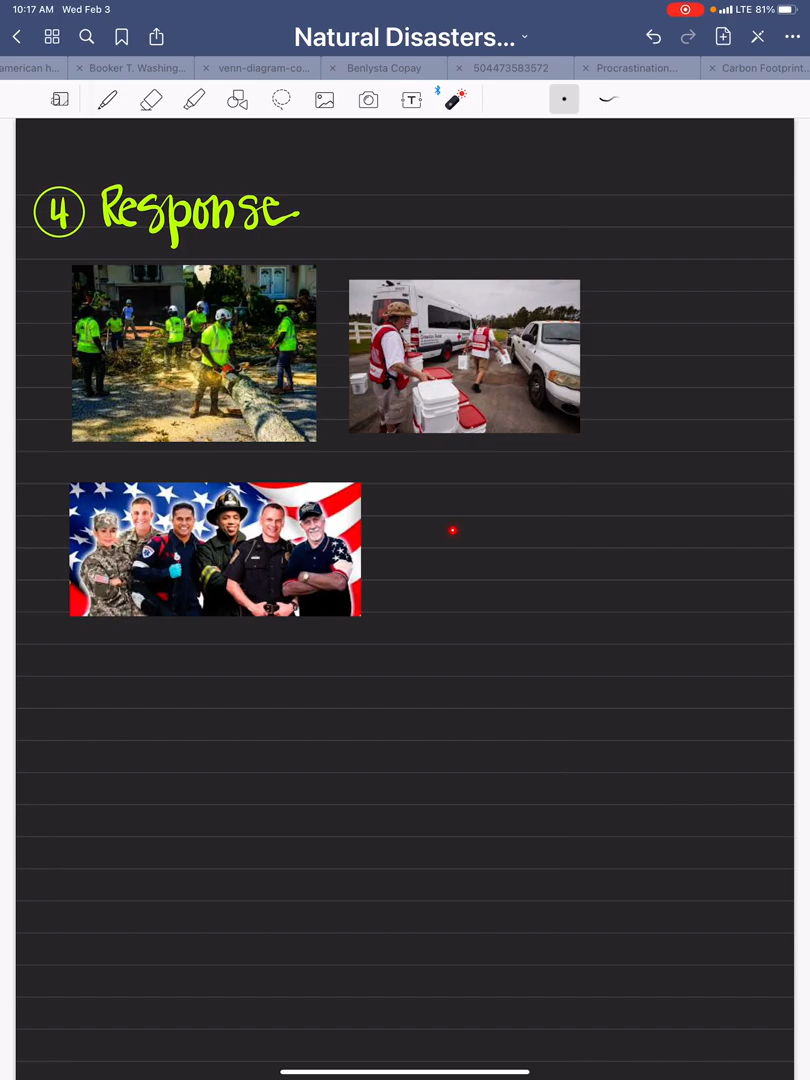 10:17 AM Wed Feb 3
LTE 81%
Natural Disasters...
american h...
Booker T. Washing...
venn-diagram-co...
Benlysta Copay
504473583572
Procrastination...
Carbon Footprint...
T
4 Response